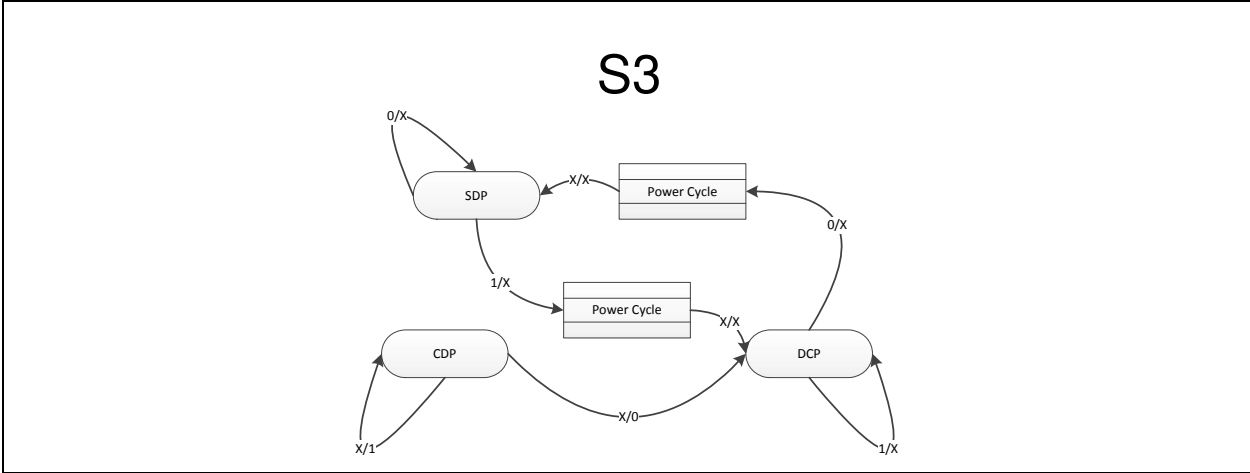 S3
0/X
SDP
X/X
Power Cycle
0/X
1/X
Power Cycle
X/X
CDP
DCP
X/0
X/1
1/X